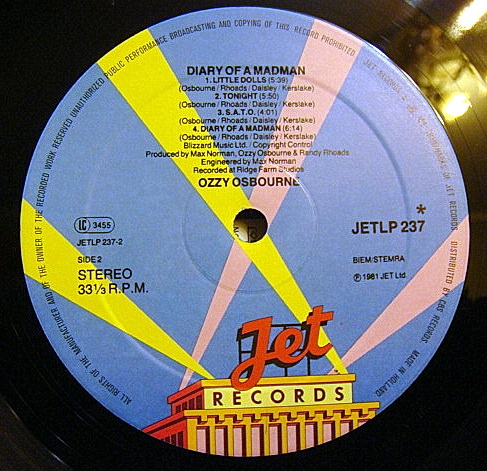 DIARY OF A MADMAN
1. LITTLE DOLLS (5:39)
(Osbourne/Rhoads/Daisley/Kerslake)
2. TONIGHT (5:50)
(Osbourne/Rhoads/Daisley/Kerslake)
3. S.A.T.O. (4:01)
(Osbourne/Rhoads/Daisley/Kerslake)
4. DIARY OF A MADMAN (6:14)
(Osbourne/Rhoads/Daisley/Kerslake)
Blizzard Music Ltd. / Copyright Control
Produced by Max Norman, Ozzy Osbourne & Randy Rhoads
Engineered by Max Norman
Recorded at Ridge Farm Studios
OZZY OSBOURNE
LC 3455
JETLP 237-2
SIDE 2
STEREO
33⅓ R.P.M.
*
JETLP 237
BIEM/STEMRA
℗ 1981 JET Ltd.
Jet
RECORDS
ALL RIGHTS OF THE MANUFACTURER AND OF THE OWNER OF THE RECORDED WORK RESERVED UNAUTHORIZED PUBLIC PERFORMANCE BROADCASTING AND COPYING OF THIS RECORD PROHIBITED
JET RECORDS OF JET RECORDS. DISTRIBUTED BY CBS RECORDS. MADE IN HOLLAND